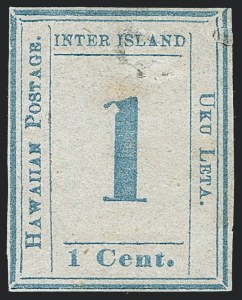 INTER ISLAND
HAWAIIAN POSTAGE.
1
UKU LETA.
1 Cent.